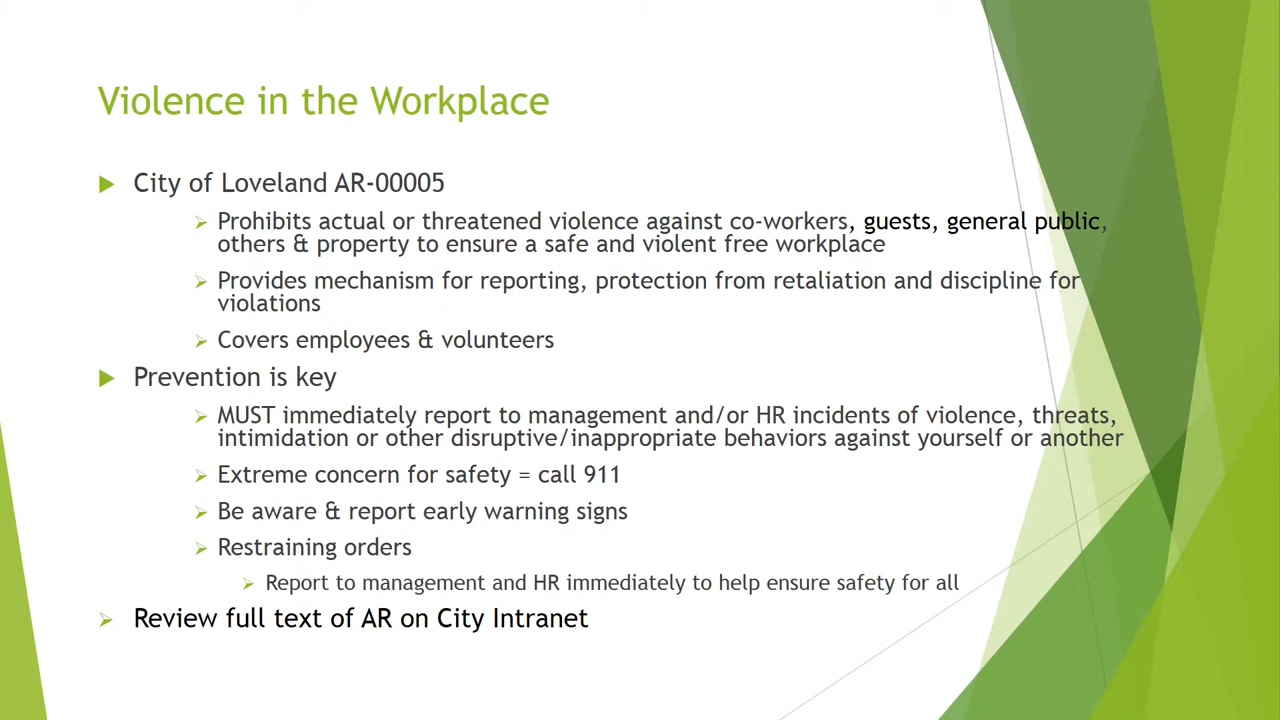 Violence in the Workplace
City of Loveland AR-00005
Prohibits actual or threatened violence against co-workers, guests, general public,
others & property to ensure a safe and violent free workplace
Provides mechanism for reporting, protection from retaliation and discipline for
violations
Covers employees & volunteers
Prevention is key
MUST immediately report to management and/or HR incidents of violence, threats,
intimidation or other disruptive/inappropriate behaviors against yourself or another
Extreme concern for safety = call 911
Be aware & report early warning signs
Restraining orders
Report to management and HR immediately to help ensure safety for all
Review full text of AR on City Intranet